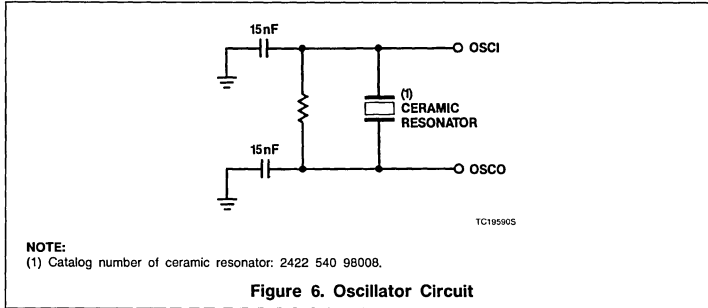 15nF
OSCI
(1)
CERAMIC
RESONATOR
15nF
OSCO
TC19590S
NOTE:
(1) Catalog number of ceramic resonator: 2422 540 98008.
Figure 6. Oscillator Circuit